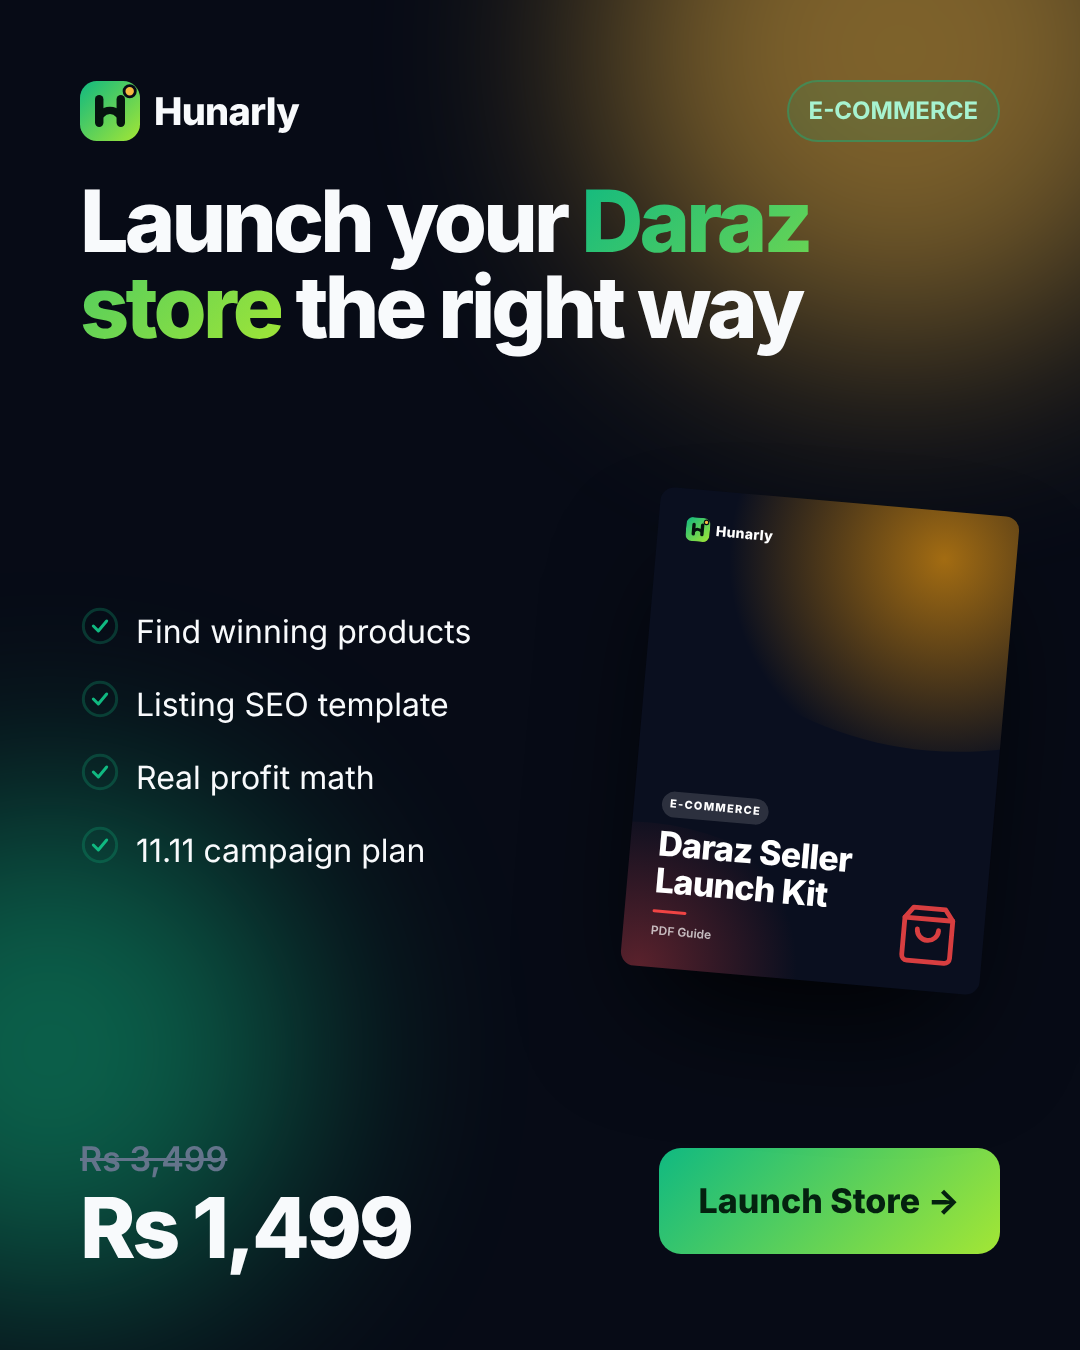 Hunarly
E-COMMERCE
Launch your Daraz
store the right way
Find winning products
Listing SEO template
Real profit math
11.11 campaign plan
Hunarly
E-COMMERCE
Daraz Seller
Launch Kit
PDF Guide
Rs 3,499
Rs 1,499
Launch Store →